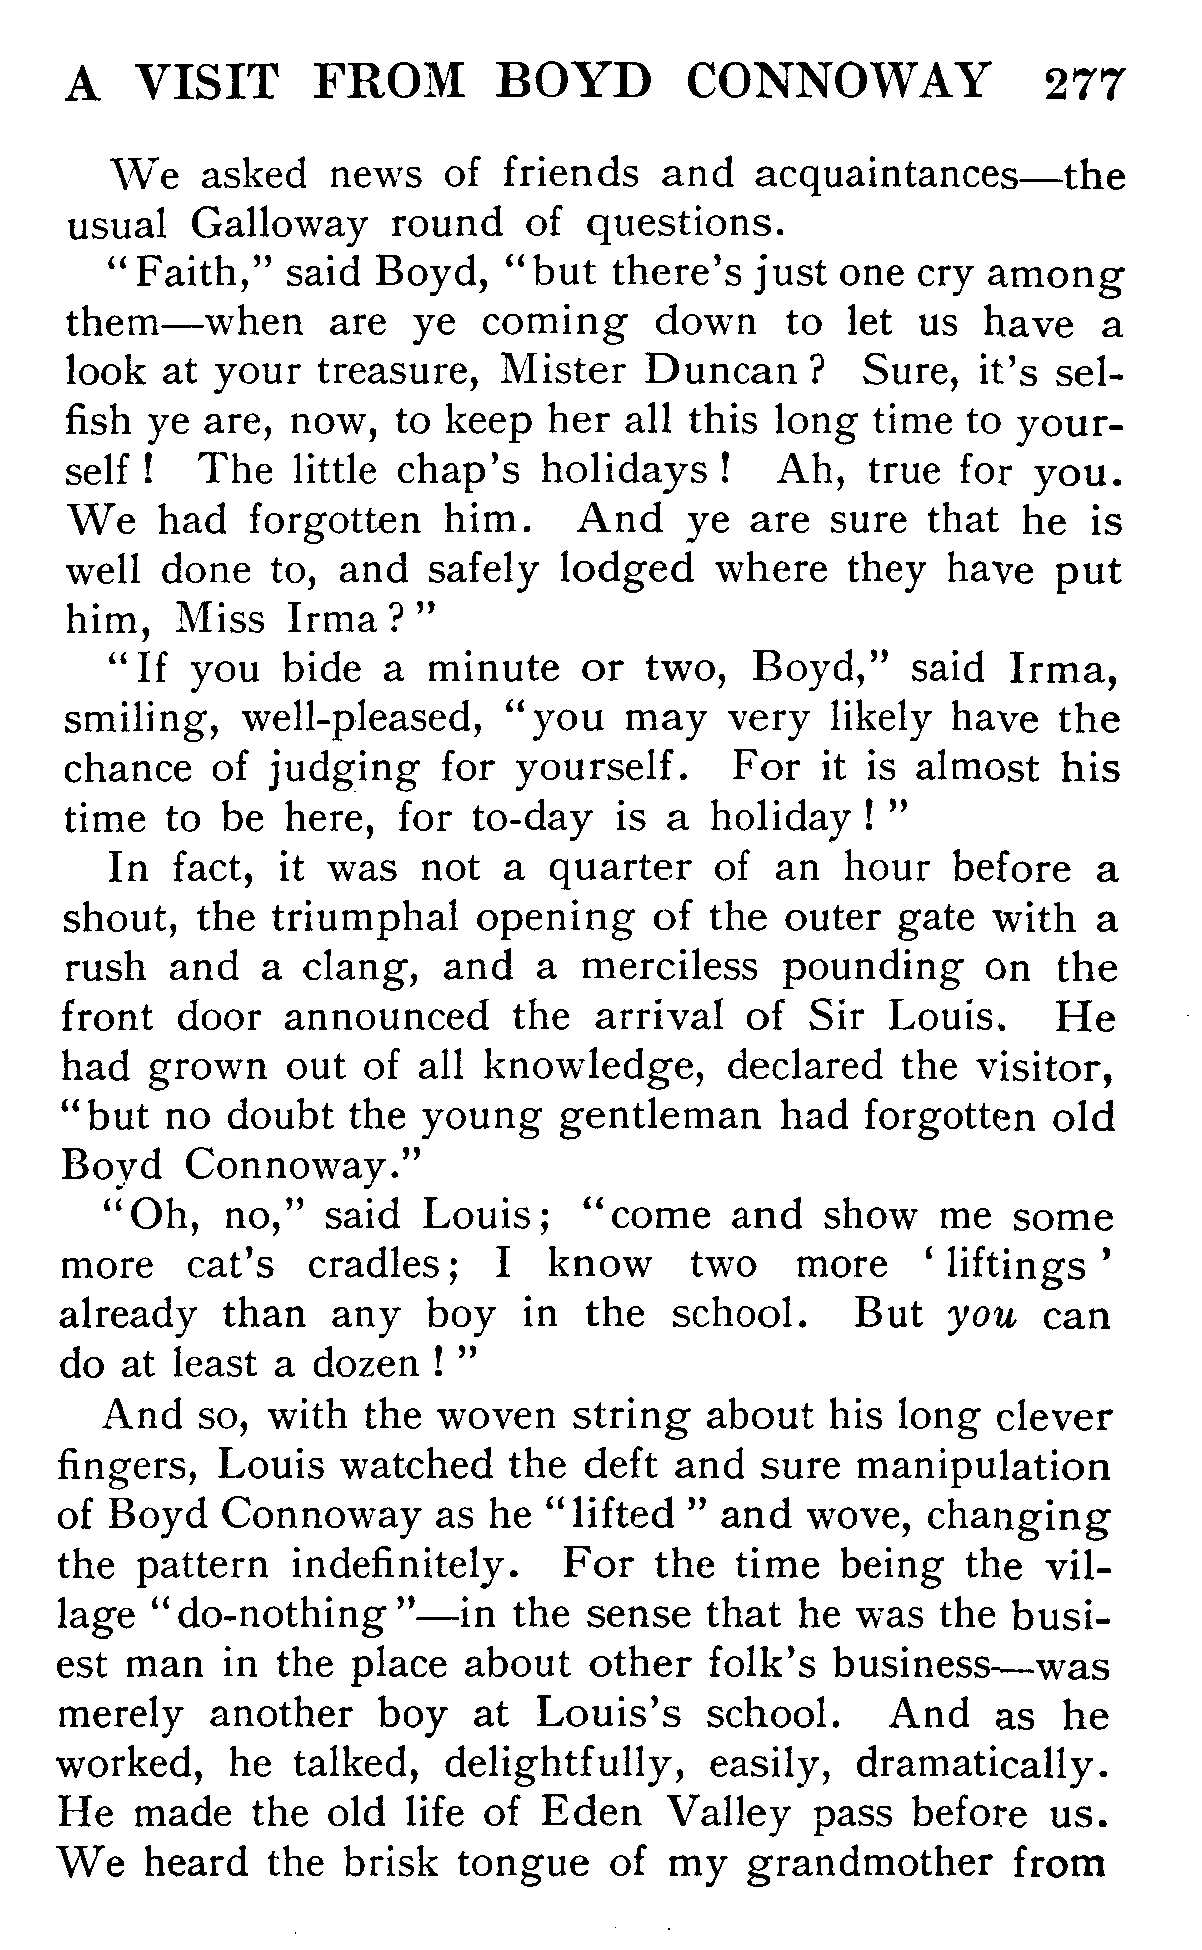 A VISIT FROM BOYD CONNOWAY 277
We asked news of friends and acquaintances—the
usual Galloway round of questions.
“Faith,” said Boyd, “but there’s just one cry among
them—when are ye coming down to let us have a
look at your treasure, Mister Duncan? Sure, it’s sel-
fish ye are, now, to keep her all this long time to your-
self! The little chap’s holidays! Ah, true for you.
We had forgotten him. And ye are sure that he is
well done to, and safely lodged where they have put
him, Miss Irma?”
“If you bide a minute or two, Boyd,” said Irma,
smiling, well-pleased, “you may very likely have the
chance of judging for yourself. For it is almost his
time to be here, for to-day is a holiday!”
In fact, it was not a quarter of an hour before a
shout, the triumphal opening of the outer gate with a
rush and a clang, and a merciless pounding on the
front door announced the arrival of Sir Louis. He
had grown out of all knowledge, declared the visitor,
“but no doubt the young gentleman had forgotten old
Boyd Connoway.”
“Oh, no,” said Louis; “come and show me some
more cat’s cradles; I know two more ‘liftings’
already than any boy in the school. But you can
do at least a dozen!”
And so, with the woven string about his long clever
fingers, Louis watched the deft and sure manipulation
of Boyd Connoway as he “lifted” and wove, changing
the pattern indefinitely. For the time being the vil-
lage “do-nothing”—in the sense that he was the busi-
est man in the place about other folk’s business—was
merely another boy at Louis’s school. And as he
worked, he talked, delightfully, easily, dramatically.
He made the old life of Eden Valley pass before us.
We heard the brisk tongue of my grandmother from